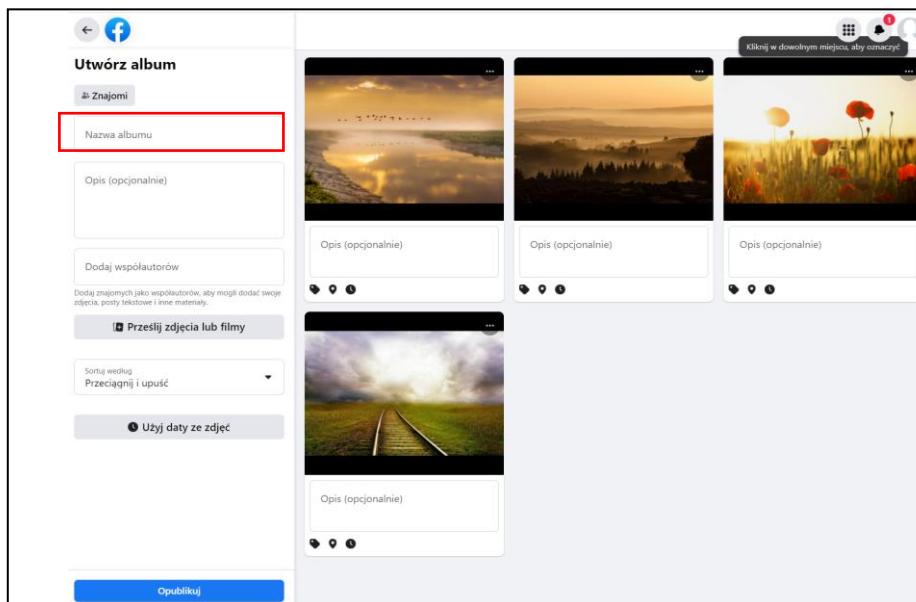 1
Kliknij w dowolnym miejscu, aby oznaczyć
Utwórz album
Znajomi
Nazwa albumu
Opis (opcjonalnie)
Dodaj współautorów
Dodaj znajomych jako współautorów, aby mogli dodać swoje
zdjęcia, posty tekstowe i inne materiały.
Prześlij zdjęcia lub filmy
Sortuj według
Przeciągnij i upuść
Użyj daty ze zdjęć
Opublikuj
Opis (opcjonalnie)
Opis (opcjonalnie)
Opis (opcjonalnie)
Opis (opcjonalnie)